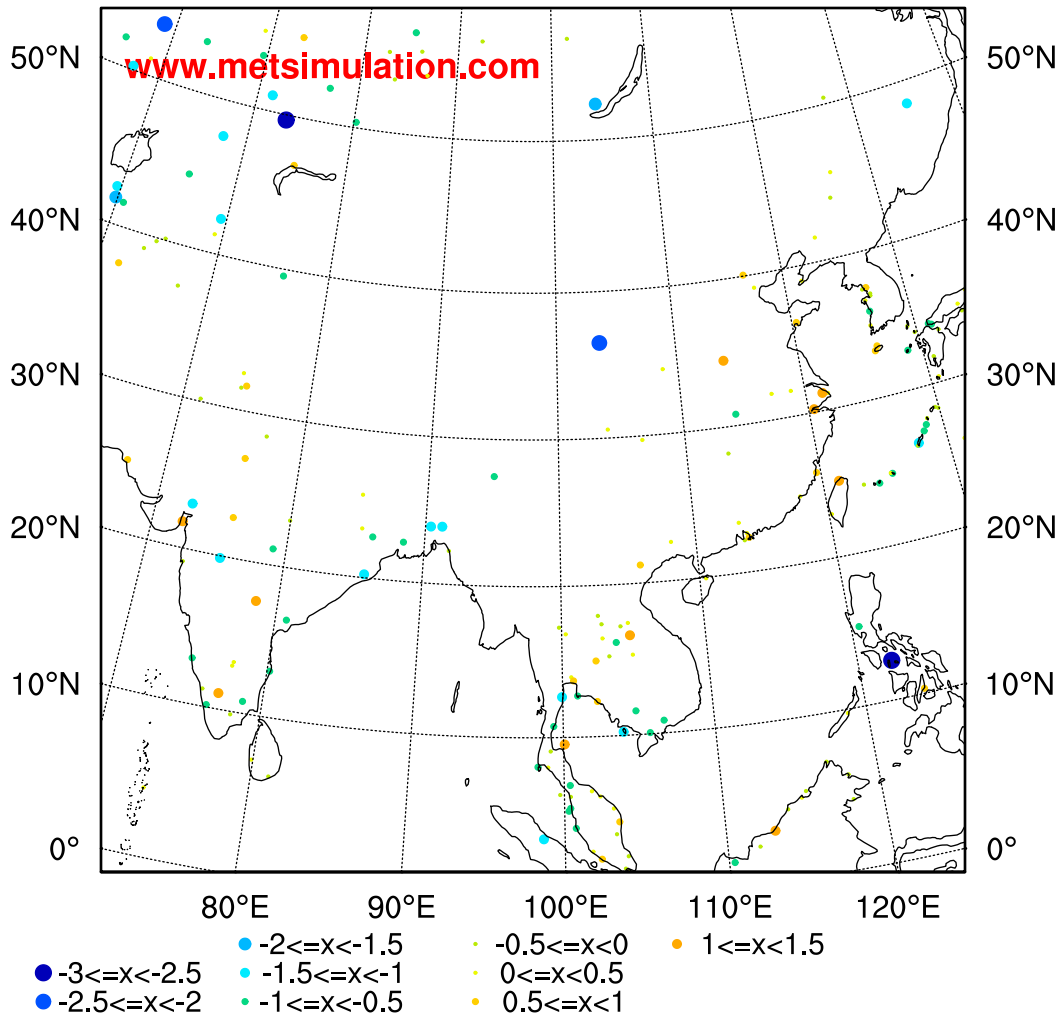 www.metsimulation.com
50°N 50°N
40°N 40°N
30°N 30°N
20°N 20°N
10°N 10°N
0° 0°
80°E 90°E 100°E 110°E 120°E
-2<=x<-1.5 -0.5<=x<0 1<=x<1.5
-3<=x<-2.5 -1.5<=x<-1 0<=x<0.5
-2.5<=x<-2 -1<=x<-0.5 0.5<=x<1